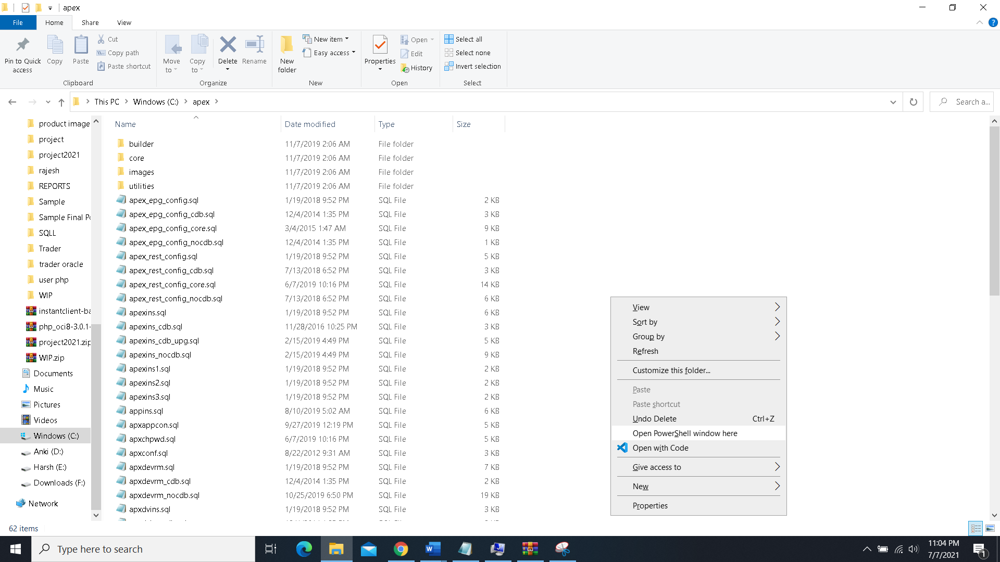 apex
File Home Share View
Pin to Quick access
Copy
Paste
Cut
Copy path
Paste shortcut
Clipboard
Move to
Copy to
Delete
Rename
Organize
New folder
New item
Easy access
New
Properties
Open
Edit
History
Open
Select all
Select none
Invert selection
Select
This PC Windows (C:) apex
Search a...
product image
project
project2021
rajesh
REPORTS
Sample
Sample Final Po
SQLL
Trader
trader oracle
user php
WIP
instantclient-ba
php_oci8-3.0.1-
project2021.zip
WIP.zip
Documents
Music
Pictures
Videos
Windows (C:)
Anki (D:)
Harsh (E:)
Downloads (F:)
Network
Name Date modified Type Size
builder 11/7/2019 2:06 AM File folder
core 11/7/2019 2:06 AM File folder
images 11/7/2019 2:06 AM File folder
utilities 11/7/2019 2:06 AM File folder
apex_epg_config.sql 1/19/2018 9:52 PM SQL File 2 KB
apex_epg_config_cdb.sql 12/4/2014 1:35 PM SQL File 3 KB
apex_epg_config_core.sql 3/4/2015 1:47 AM SQL File 9 KB
apex_epg_config_nocdb.sql 12/4/2014 1:35 PM SQL File 1 KB
apex_rest_config.sql 1/19/2018 9:52 PM SQL File 5 KB
apex_rest_config_cdb.sql 7/13/2018 6:52 PM SQL File 3 KB
apex_rest_config_core.sql 6/7/2019 10:16 PM SQL File 14 KB
apex_rest_config_nocdb.sql 7/13/2018 6:52 PM SQL File 6 KB
apexins.sql 1/19/2018 9:52 PM SQL File 6 KB
apexins_cdb.sql 11/28/2016 10:25 PM SQL File 3 KB
apexins_cdb_upg.sql 2/15/2019 4:49 PM SQL File 5 KB
apexins_nocdb.sql 2/15/2019 4:49 PM SQL File 9 KB
apexins1.sql 1/19/2018 9:52 PM SQL File 2 KB
apexins2.sql 1/19/2018 9:52 PM SQL File 2 KB
apexins3.sql 1/19/2018 9:52 PM SQL File 2 KB
appins.sql 8/10/2019 5:02 AM SQL File 6 KB
apxappcon.sql 9/27/2019 12:19 PM SQL File 5 KB
apxchpwd.sql 6/7/2019 10:16 PM SQL File 5 KB
apxconf.sql 8/22/2012 9:31 AM SQL File 3 KB
apxdevrm.sql 1/19/2018 9:52 PM SQL File 7 KB
apxdevrm_cdb.sql 12/4/2014 1:35 PM SQL File 2 KB
apxdevrm_nocdb.sql 10/25/2019 6:50 PM SQL File 19 KB
apxdvins.sql 1/19/2018 9:52 PM SQL File 3 KB
View
Sort by
Group by
Refresh
Customize this folder...
Paste
Paste shortcut
Undo Delete Ctrl+Z
Open PowerShell window here
Open with Code
Give access to
New
Properties
62 items
Type here to search
11:04 PM
7/7/2021
1